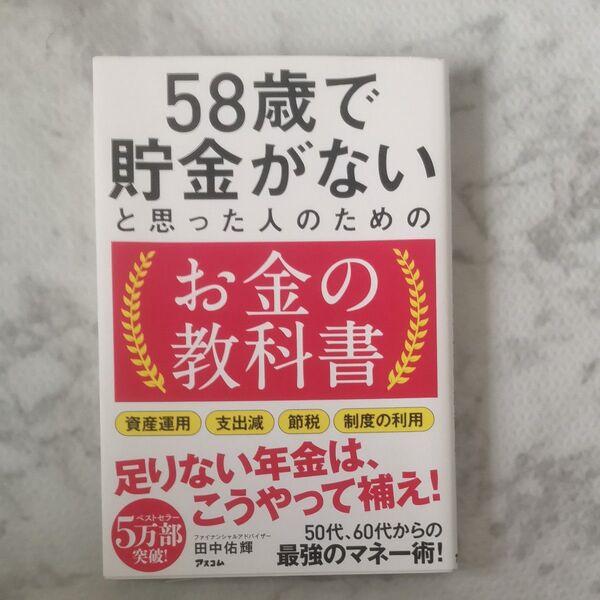 58歳で
貯金がない
と思った人のための
お金の
教科書
資産運用 支出減 節税 制度の利用
足りない年金は、
こうやって補え！
ベストセラー
5万部
突破！
ファイナンシャルアドバイザー
田中佑輝
アスコム
50代、60代からの
最強のマネー術！